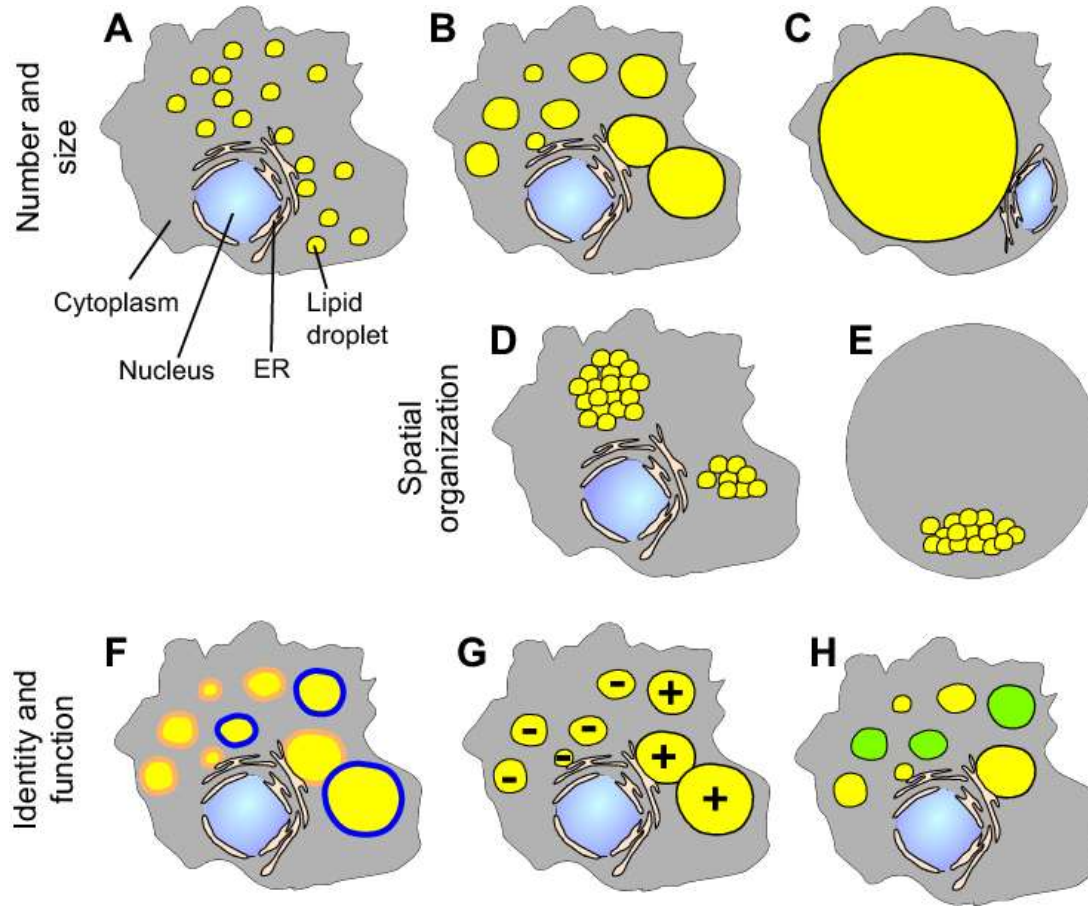 A
B
C
Number and
size
Cytoplasm
Nucleus
ER
Lipid
droplet
D
E
Spatial
organization
F
G
H
Identity and
function
-
+
-
-
-
+
-
+